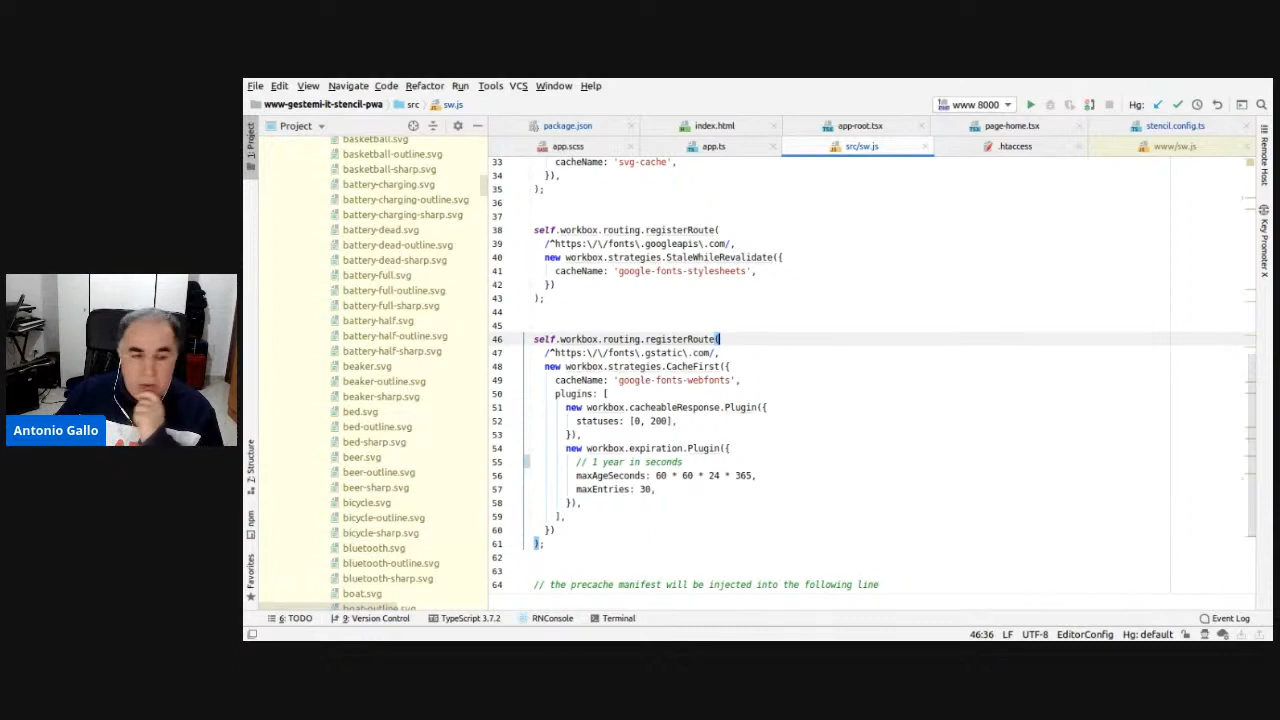 File Edit View Navigate Code Refactor Run Tools VCS Window Help
www-gestemi-it-stencil-pwa src sw.js
www 8000
Hg:
Project
package.json index.html app-root.tsx page-home.tsx stencil.config.ts
app.scss app.ts src/sw.js .htaccess www/sw.js
1: Project
Z: Structure
npm
Favorites
basketball.svg
basketball-outline.svg
basketball-sharp.svg
battery-charging.svg
battery-charging-outline.svg
battery-charging-sharp.svg
battery-dead.svg
battery-dead-outline.svg
battery-dead-sharp.svg
battery-full.svg
battery-full-outline.svg
battery-full-sharp.svg
battery-half.svg
battery-half-outline.svg
battery-half-sharp.svg
beaker.svg
beaker-outline.svg
beaker-sharp.svg
bed.svg
bed-outline.svg
bed-sharp.svg
beer.svg
beer-outline.svg
beer-sharp.svg
bicycle.svg
bicycle-outline.svg
bicycle-sharp.svg
bluetooth.svg
bluetooth-outline.svg
bluetooth-sharp.svg
boat.svg
boat-outline.svg
33 cacheName: 'svg-cache',
34 }),
35 );
36
37
38 self.workbox.routing.registerRoute(
39 /^https:\/\/fonts\.googleapis\.com/,
40 new workbox.strategies.StaleWhileRevalidate({
41 cacheName: 'google-fonts-stylesheets',
42 })
43 );
44
45
46 self.workbox.routing.registerRoute(
47 /^https:\/\/fonts\.gstatic\.com/,
48 new workbox.strategies.CacheFirst({
49 cacheName: 'google-fonts-webfonts',
50 plugins: [
51 new workbox.cacheableResponse.Plugin({
52 statuses: [0, 200],
53 }),
54 new workbox.expiration.Plugin({
55 // 1 year in seconds
56 maxAgeSeconds: 60 * 60 * 24 * 365,
57 maxEntries: 30,
58 }),
59 ],
60 })
61 );
62
63
64 // the precache manifest will be injected into the following line
Remote Host
Key Promoter X
Antonio Gallo
6: TODO 9: Version Control TypeScript 3.7.2 RNConsole Terminal Event Log
46:36 LF UTF-8 EditorConfig Hg: default